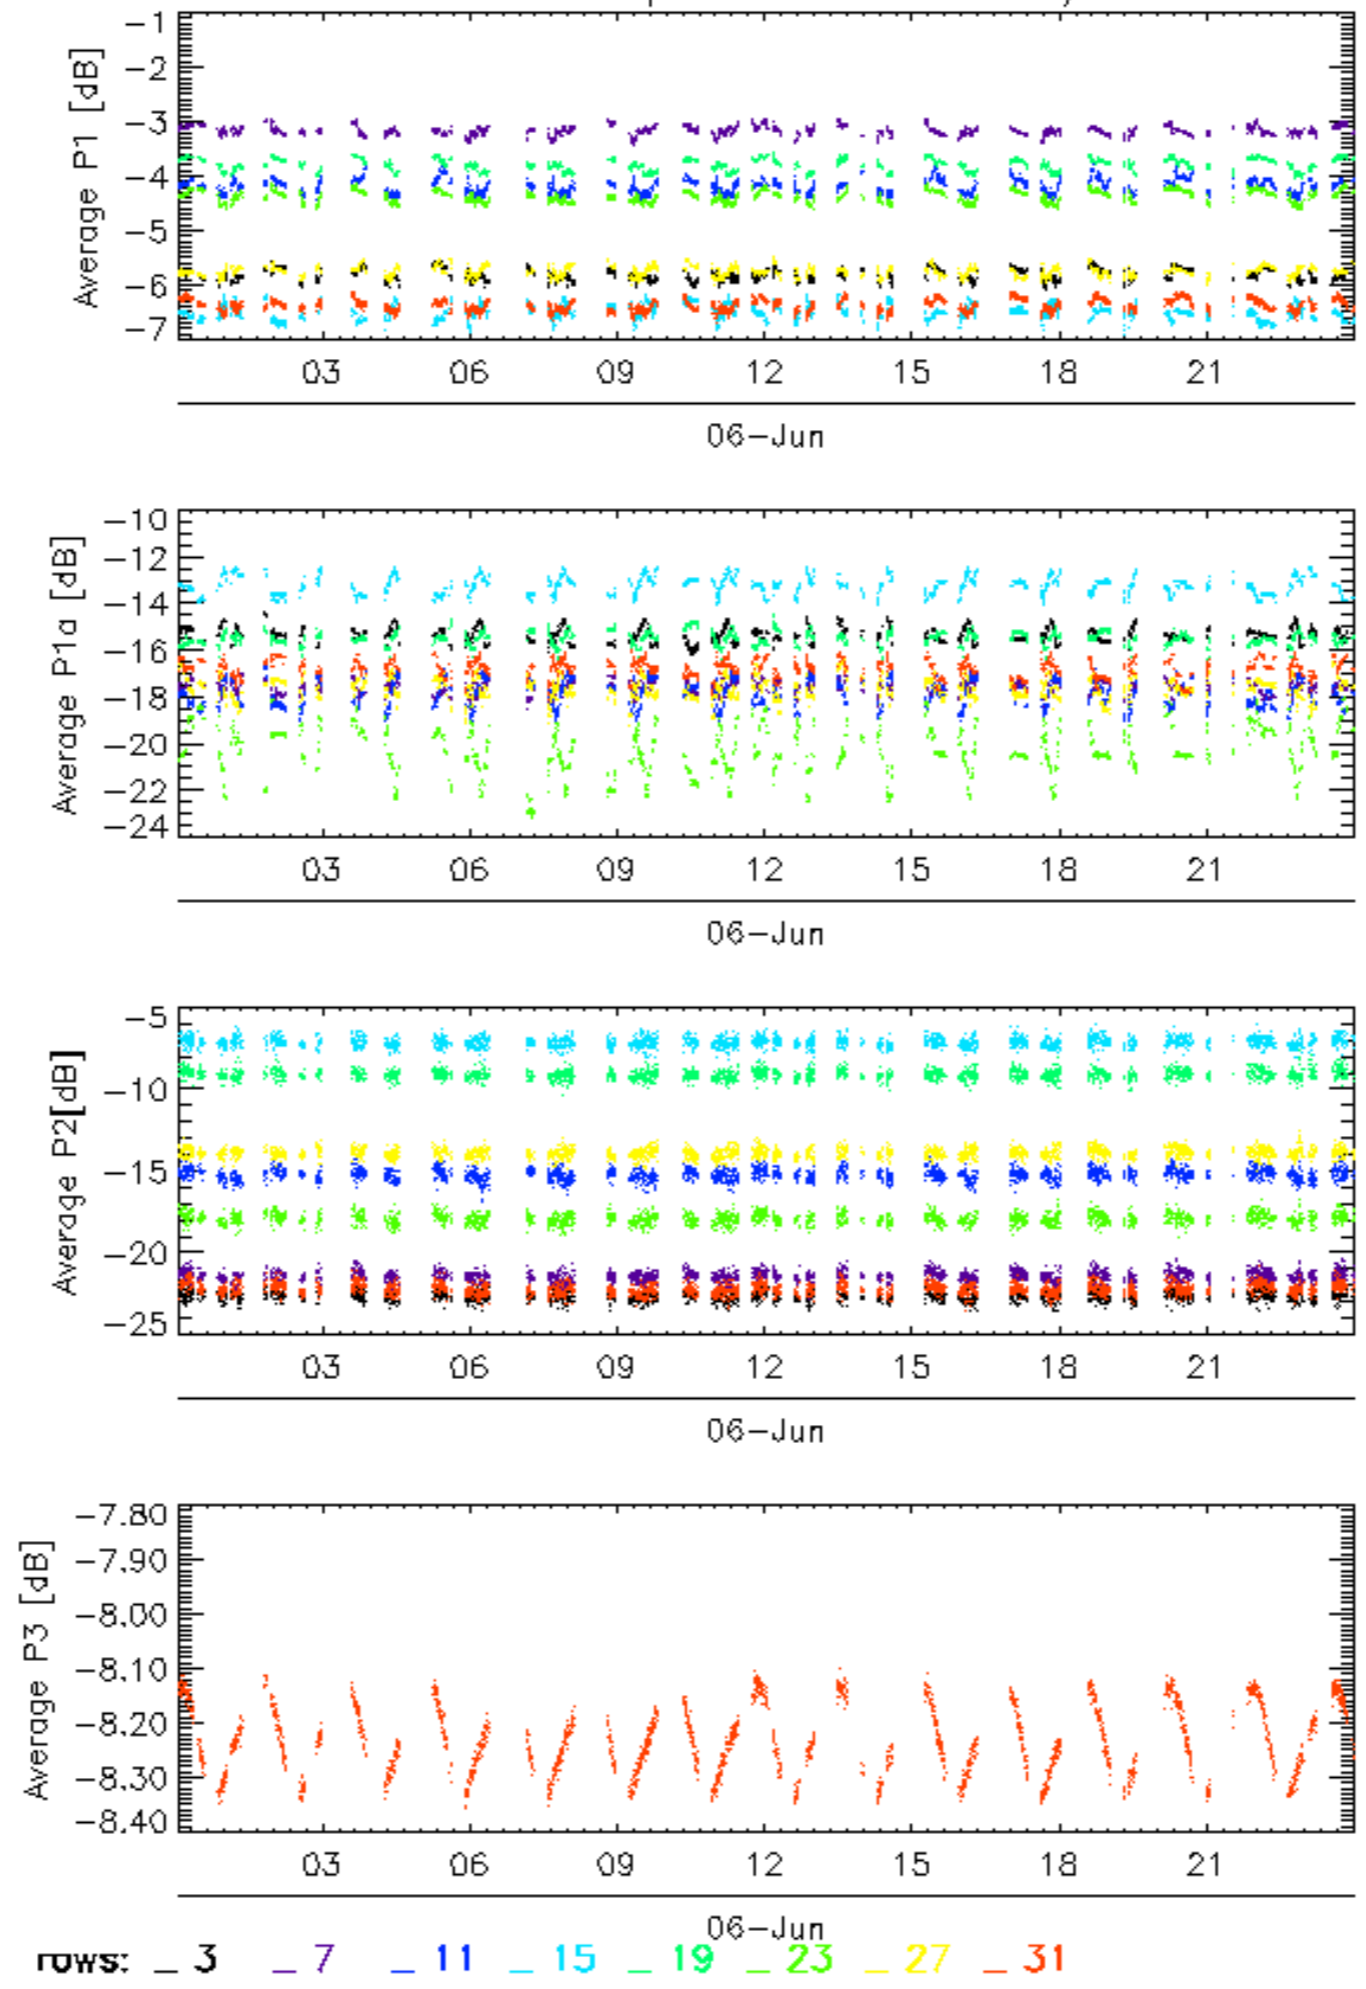 Average P1 [dB]
-1
-2
-3
-4
-5
-6
-7
03 06 09 12 15 18 21
06-Jun
Average P1a [dB]
-10
-12
-14
-16
-18
-20
-22
-24
03 06 09 12 15 18 21
06-Jun
Average P2[dB]
-5
-10
-15
-20
-25
03 06 09 12 15 18 21
06-Jun
Average P3 [dB]
-7.80
-7.90
-8.00
-8.10
-8.20
-8.30
-8.40
03 06 09 12 15 18 21
06-Jun
rows: _ 3 _ 7 _ 11 _ 15 _ 19 _ 23 _ 27 _ 31